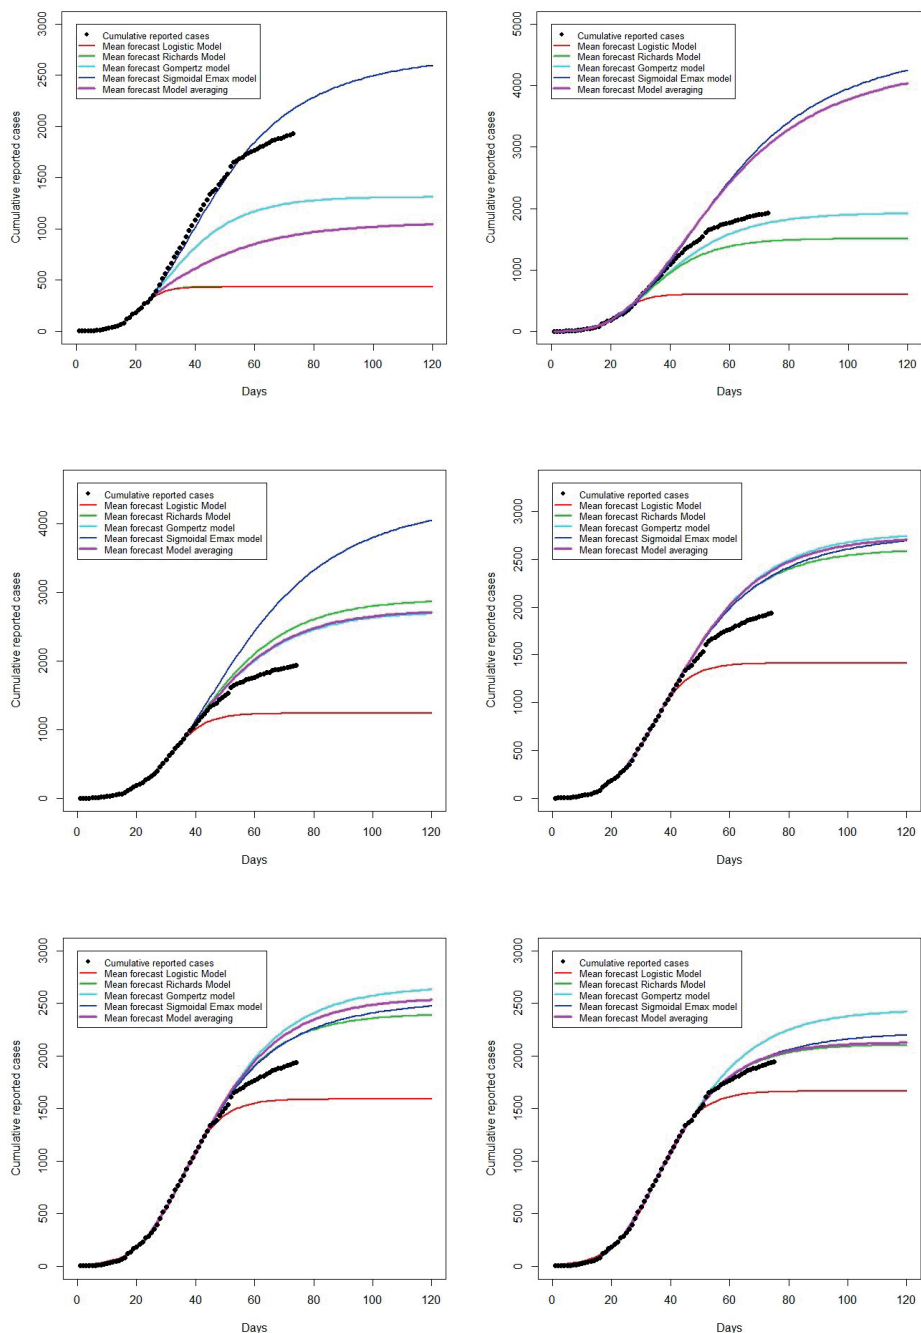 Cumulative reported cases
0 500 1000 1500 2000 2500 3000
Cumulative reported cases
Mean forecast Logistic Model
Mean forecast Richards Model
Mean forecast Gompertz model
Mean forecast Sigmoidal Emax model
Mean forecast Model averaging
0 20 40 60 80 100 120
Days
Cumulative reported cases
0 1000 2000 3000 4000 5000
Cumulative reported cases
Mean forecast Logistic Model
Mean forecast Richards Model
Mean forecast Gompertz model
Mean forecast Sigmoidal Emax model
Mean forecast Model averaging
0 20 40 60 80 100 120
Days
Cumulative reported cases
0 1000 2000 3000 4000
Cumulative reported cases
Mean forecast Logistic Model
Mean forecast Richards Model
Mean forecast Gompertz model
Mean forecast Sigmoidal Emax model
Mean forecast Model averaging
0 20 40 60 80 100 120
Days
Cumulative reported cases
0 500 1000 1500 2000 2500 3000
Cumulative reported cases
Mean forecast Logistic Model
Mean forecast Richards Model
Mean forecast Gompertz model
Mean forecast Sigmoidal Emax model
Mean forecast Model averaging
0 20 40 60 80 100 120
Days
Cumulative reported cases
0 500 1000 1500 2000 2500 3000
Cumulative reported cases
Mean forecast Logistic Model
Mean forecast Richards Model
Mean forecast Gompertz model
Mean forecast Sigmoidal Emax model
Mean forecast Model averaging
0 20 40 60 80 100 120
Days
Cumulative reported cases
0 500 1000 1500 2000 2500 3000
Cumulative reported cases
Mean forecast Logistic Model
Mean forecast Richards Model
Mean forecast Gompertz model
Mean forecast Sigmoidal Emax model
Mean forecast Model averaging
0 20 40 60 80 100 120
Days